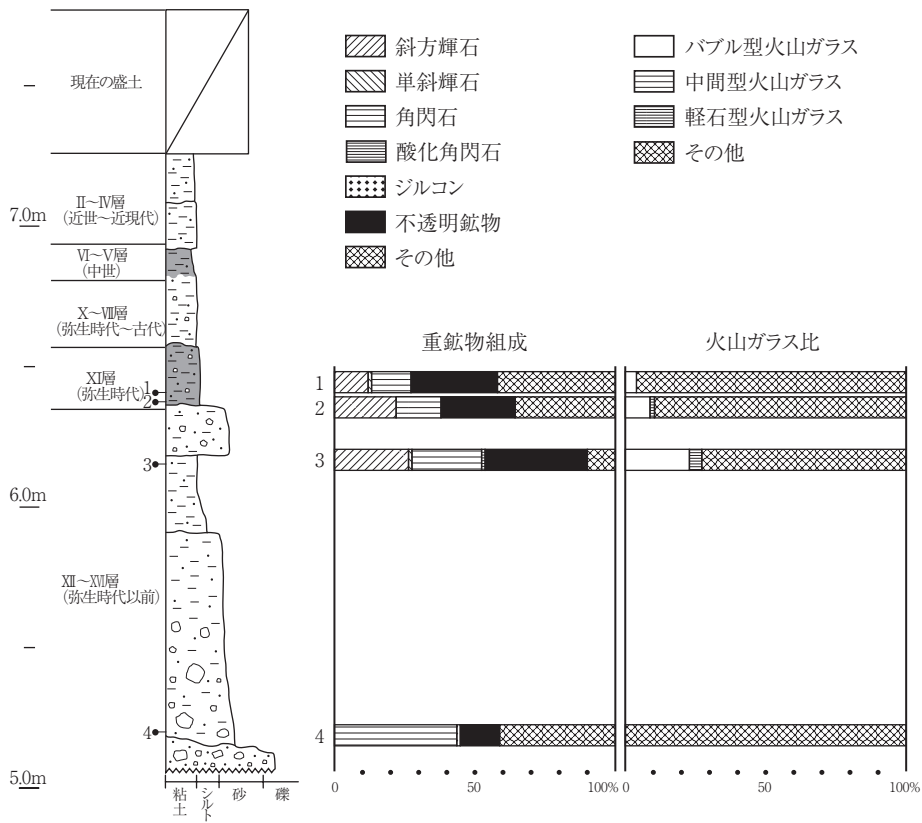 現在の盛土
7.0m
Ⅱ～Ⅳ層
(近世～近現代)
Ⅵ～Ⅴ層
(中世)
Ⅹ～Ⅶ層
(弥生時代～古代)
Ⅺ層
(弥生時代)
1
2
3
6.0m
Ⅻ～ⅩⅥ層
(弥生時代以前)
4
5.0m
粘土
シルト
砂
礫
斜方輝石
単斜輝石
角閃石
酸化角閃石
ジルコン
不透明鉱物
その他
バブル型火山ガラス
中間型火山ガラス
軽石型火山ガラス
その他
重鉱物組成
火山ガラス比
1
2
3
4
0 50 100%
0 50 100%